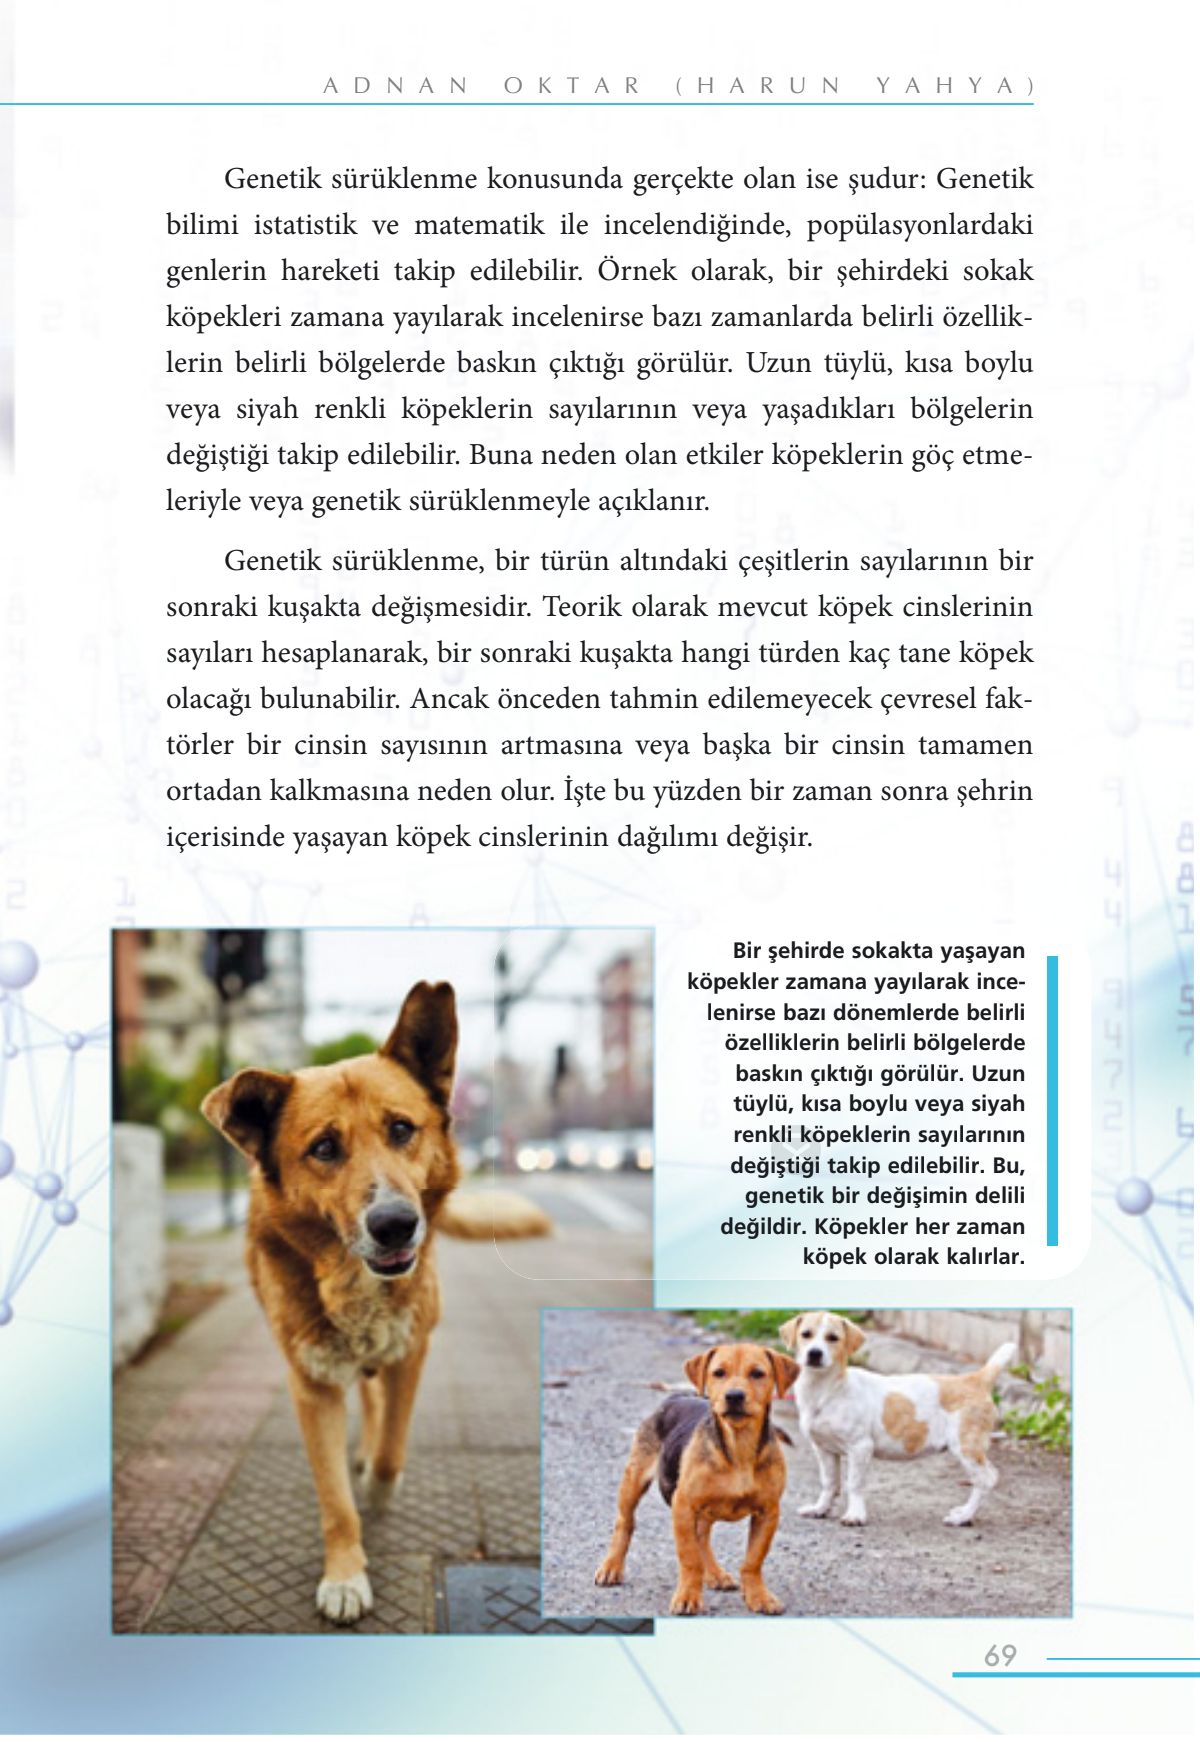 ADNAN OKTAR (HARUN YAHYA)
Genetik sürüklenme konusunda gerçekte olan ise şudur: Genetik
bilimi istatistik ve matematik ile incelendiğinde, popülasyonlardaki
genlerin hareketi takip edilebilir. Örnek olarak, bir şehirdeki sokak
köpekleri zamana yayılarak incelenirse bazı zamanlarda belirli özellik-
lerin belirli bölgelerde baskın çıktığı görülür. Uzun tüylü, kısa boylu
veya siyah renkli köpeklerin sayılarının veya yaşadıkları bölgelerin
değiştiği takip edilebilir. Buna neden olan etkiler köpeklerin göç etme-
leriyle veya genetik sürüklenmeyle açıklanır.
Genetik sürüklenme, bir türün altındaki çeşitlerin sayılarının bir
sonraki kuşakta değişmesidir. Teorik olarak mevcut köpek cinslerinin
sayıları hesaplanarak, bir sonraki kuşakta hangi türden kaç tane köpek
olacağı bulunabilir. Ancak önceden tahmin edilemeyecek çevresel fak-
törler bir cinsin sayısının artmasına veya başka bir cinsin tamamen
ortadan kalkmasına neden olur. İşte bu yüzden bir zaman sonra şehrin
içerisinde yaşayan köpek cinslerinin dağılımı değişir.
Bir şehirde sokakta yaşayan
köpekler zamana yayılarak ince-
lenirse bazı dönemlerde belirli
özelliklerin belirli bölgelerde
baskın çıktığı görülür. Uzun
tüylü, kısa boylu veya siyah
renkli köpeklerin sayılarının
değiştiği takip edilebilir. Bu,
genetik bir değişimin delili
değildir. Köpekler her zaman
köpek olarak kalırlar.
69